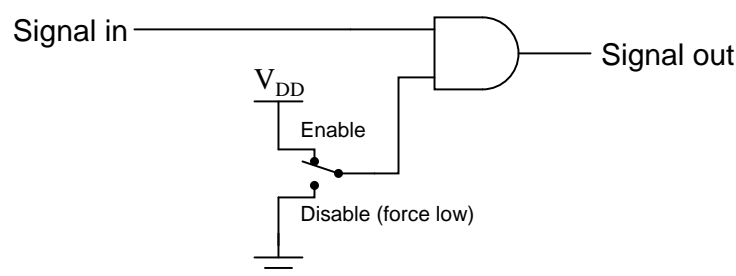 Signal in
Signal out
VDD
Enable
Disable (force low)